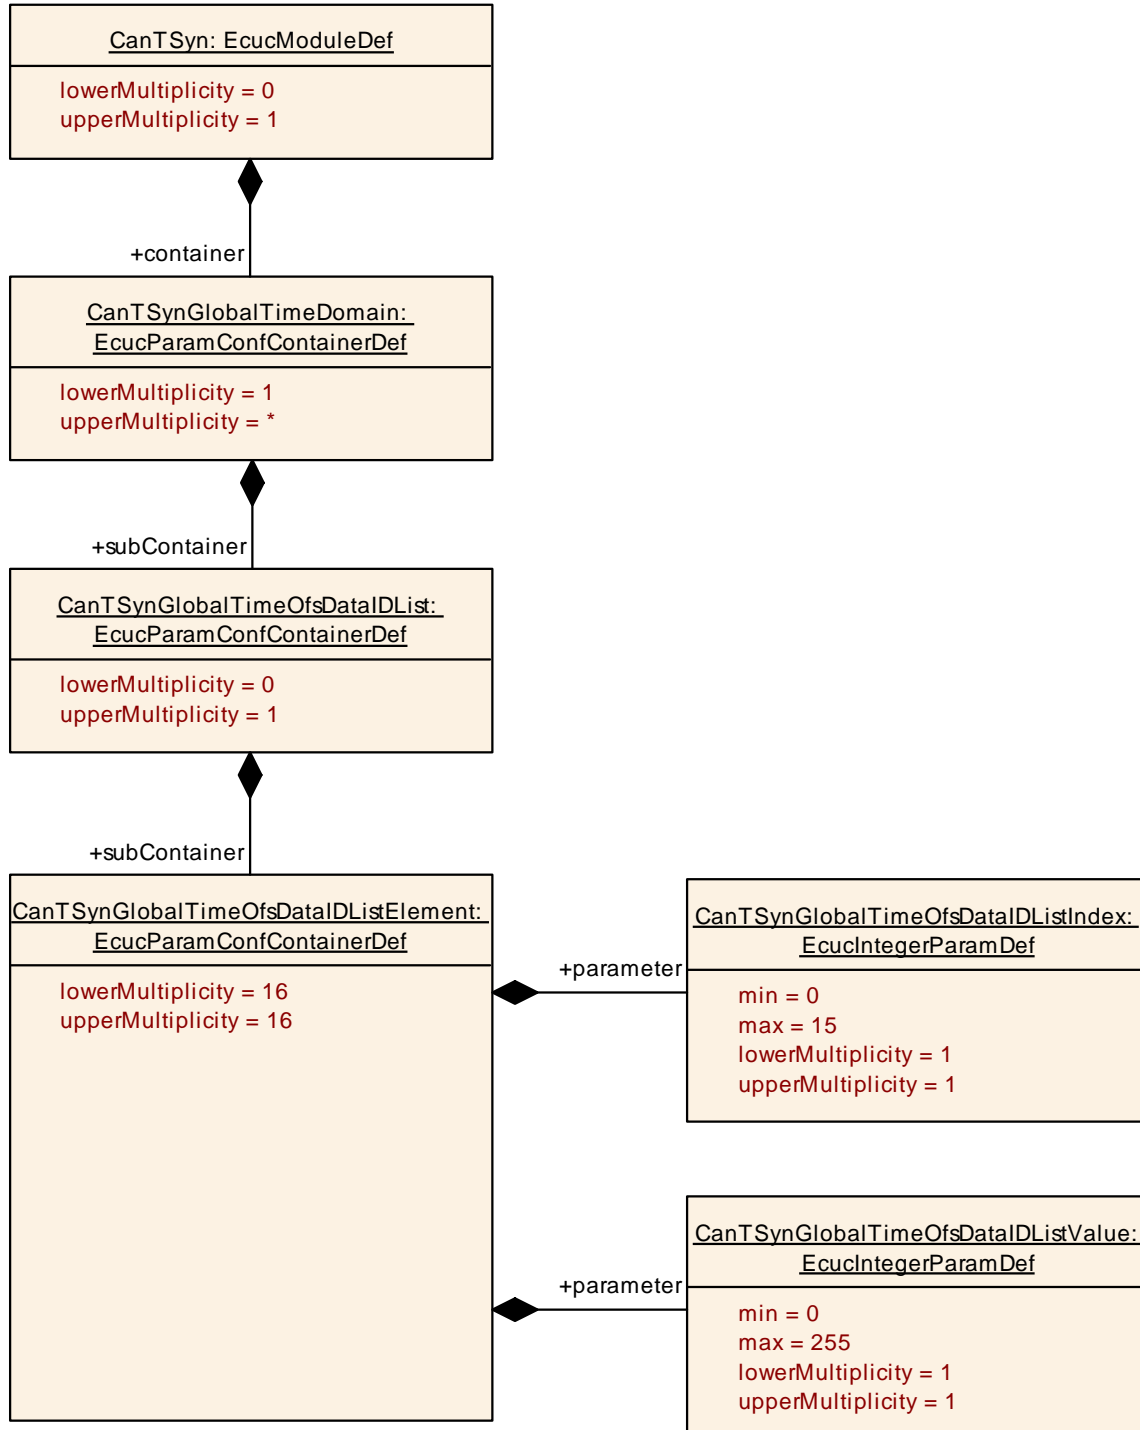 CanTSyn: EcucModuleDef
lowerMultiplicity = 0
upperMultiplicity = 1
+container
CanTSynGlobalTimeDomain:
EcucParamConfContainerDef
lowerMultiplicity = 1
upperMultiplicity = *
+subContainer
CanTSynGlobalTimeOfsDataIDList:
EcucParamConfContainerDef
lowerMultiplicity = 0
upperMultiplicity = 1
+subContainer
CanTSynGlobalTimeOfsDataIDListElement:
EcucParamConfContainerDef
lowerMultiplicity = 16
upperMultiplicity = 16
+parameter
CanTSynGlobalTimeOfsDataIDListIndex:
EcucIntegerParamDef
min = 0
max = 15
lowerMultiplicity = 1
upperMultiplicity = 1
+parameter
CanTSynGlobalTimeOfsDataIDListValue:
EcucIntegerParamDef
min = 0
max = 255
lowerMultiplicity = 1
upperMultiplicity = 1